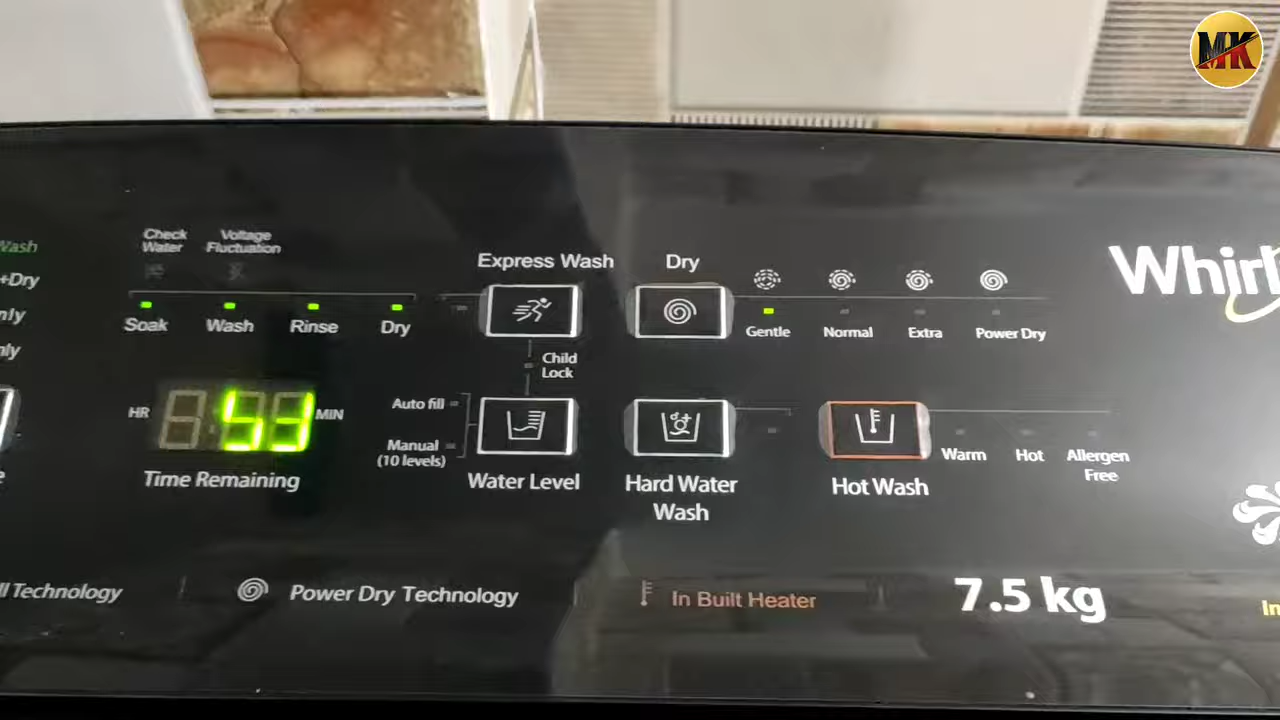 MK
Wash
+Dry
nly
nly
Check
Water
Voltage
Fluctuation
Soak
Wash
Rinse
Dry
Express Wash
Dry
Gentle
Normal
Extra
Power Dry
Whirl
Child
Lock
HR
53
MIN
Time Remaining
Auto fill
Manual
(10 levels)
Water Level
Hard Water
Wash
Hot Wash
Warm
Hot
Allergen
Free
ll Technology
Power Dry Technology
In Built Heater
7.5 kg
In